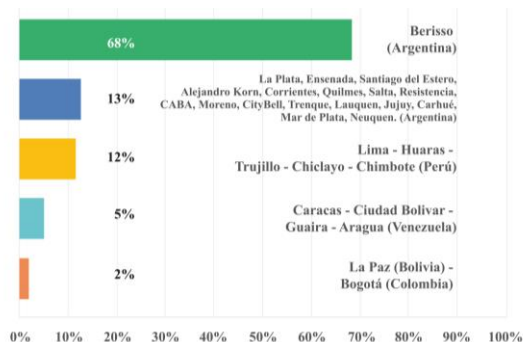 68%
Berisso
(Argentina)
13%
La Plata, Ensenada, Santiago del Estero,
Alejandro Korn, Corrientes, Quilmes, Salta, Resistencia,
CABA, Moreno, CityBell, Trenque, Lauquen, Jujuy, Carhué,
Mar de Plata, Neuquen. (Argentina)
12%
Lima - Huaras -
Trujillo - Chiclayo - Chimbote (Perú)
5%
Caracas - Ciudad Bolivar -
Guaira - Aragua (Venezuela)
2%
La Paz (Bolivia) -
Bogotá (Colombia)
0% 10% 20% 30% 40% 50% 60% 70% 80% 90% 100%